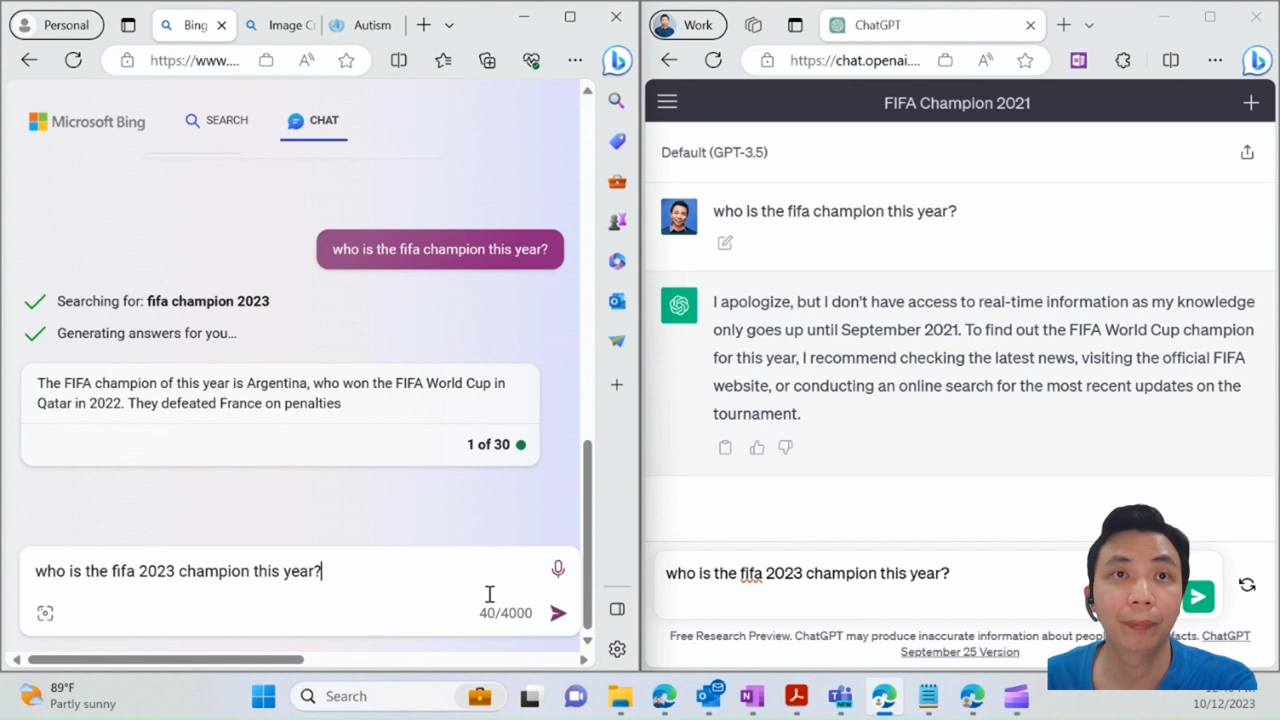 Personal
Bing
Image Cr
Autism
https://www....
Microsoft Bing
SEARCH
CHAT
who is the fifa champion this year?
Searching for: fifa champion 2023
Generating answers for you...
The FIFA champion of this year is Argentina, who won the FIFA World Cup in
Qatar in 2022. They defeated France on penalties
1 of 30
who is the fifa 2023 champion this year?
40/4000
Work
ChatGPT
https://chat.openai....
FIFA Champion 2021
Default (GPT-3.5)
who is the fifa champion this year?
I apologize, but I don't have access to real-time information as my knowledge
only goes up until September 2021. To find out the FIFA World Cup champion
for this year, I recommend checking the latest news, visiting the official FIFA
website, or conducting an online search for the most recent updates on the
tournament.
who is the fifa 2023 champion this year?
Free Research Preview. ChatGPT may produce inaccurate information about peop acts. ChatGPT
September 25 Version
89°F
Partly sunny
Search
NEW
10/12/2023